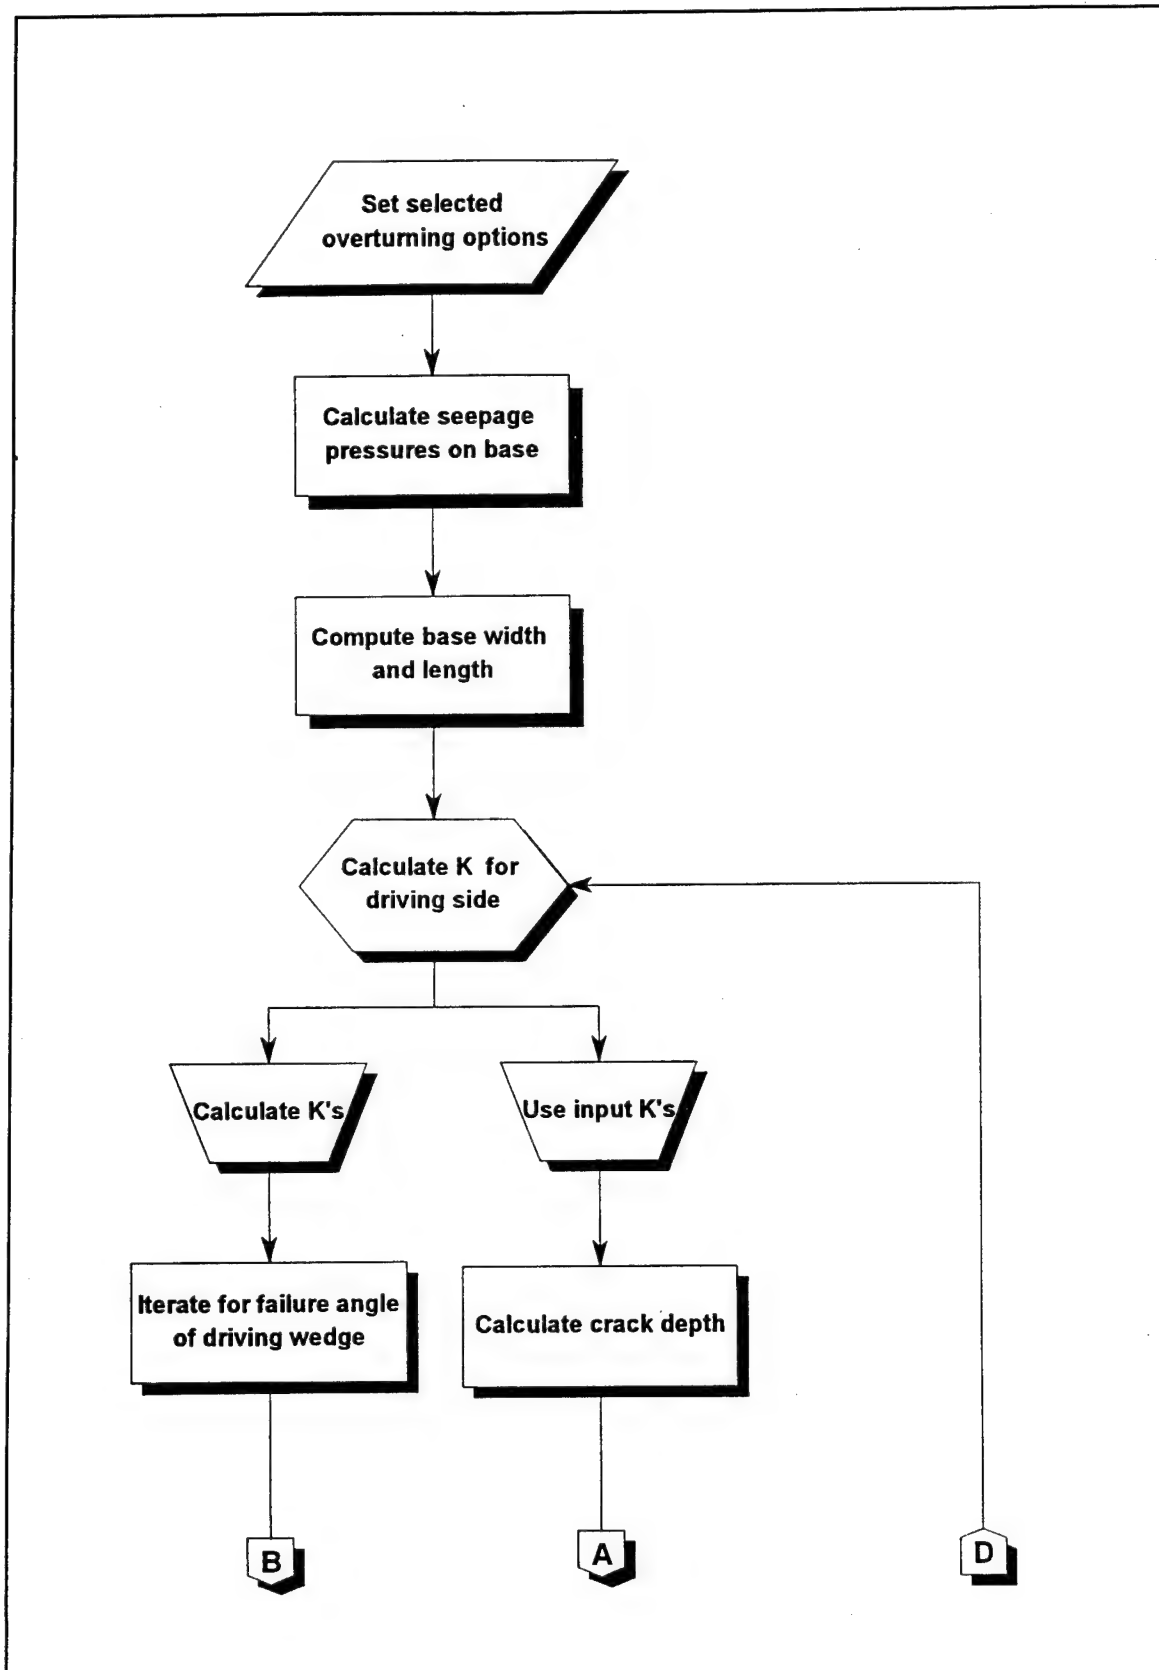 Set selected
overturning options
Calculate seepage
pressures on base
Compute base width
and length
Calculate K for
driving side
Calculate K's
Use input K's
Iterate for failure angle
of driving wedge
Calculate crack depth
B
A
D